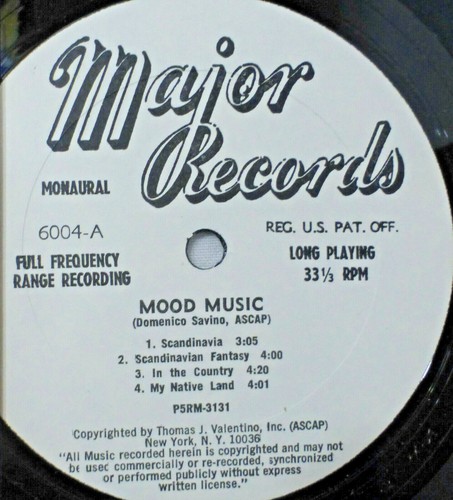 Major
Records
MONAURAL
6004-A
REG. U.S. PAT. OFF.
FULL FREQUENCY
RANGE RECORDING
LONG PLAYING
33⅓ RPM
MOOD MUSIC
(Domenico Savino, ASCAP)
1. Scandinavia 3:05
2. Scandinavian Fantasy 4:00
3. In the Country 4:20
4. My Native Land 4:01
P5RM-3131
Copyrighted by Thomas J. Valentino, Inc. (ASCAP)
New York, N. Y. 10036
"All Music recorded herein is copyrighted and may not
be used commercially or re-recorded, synchronized
or performed publicly without express
written license."